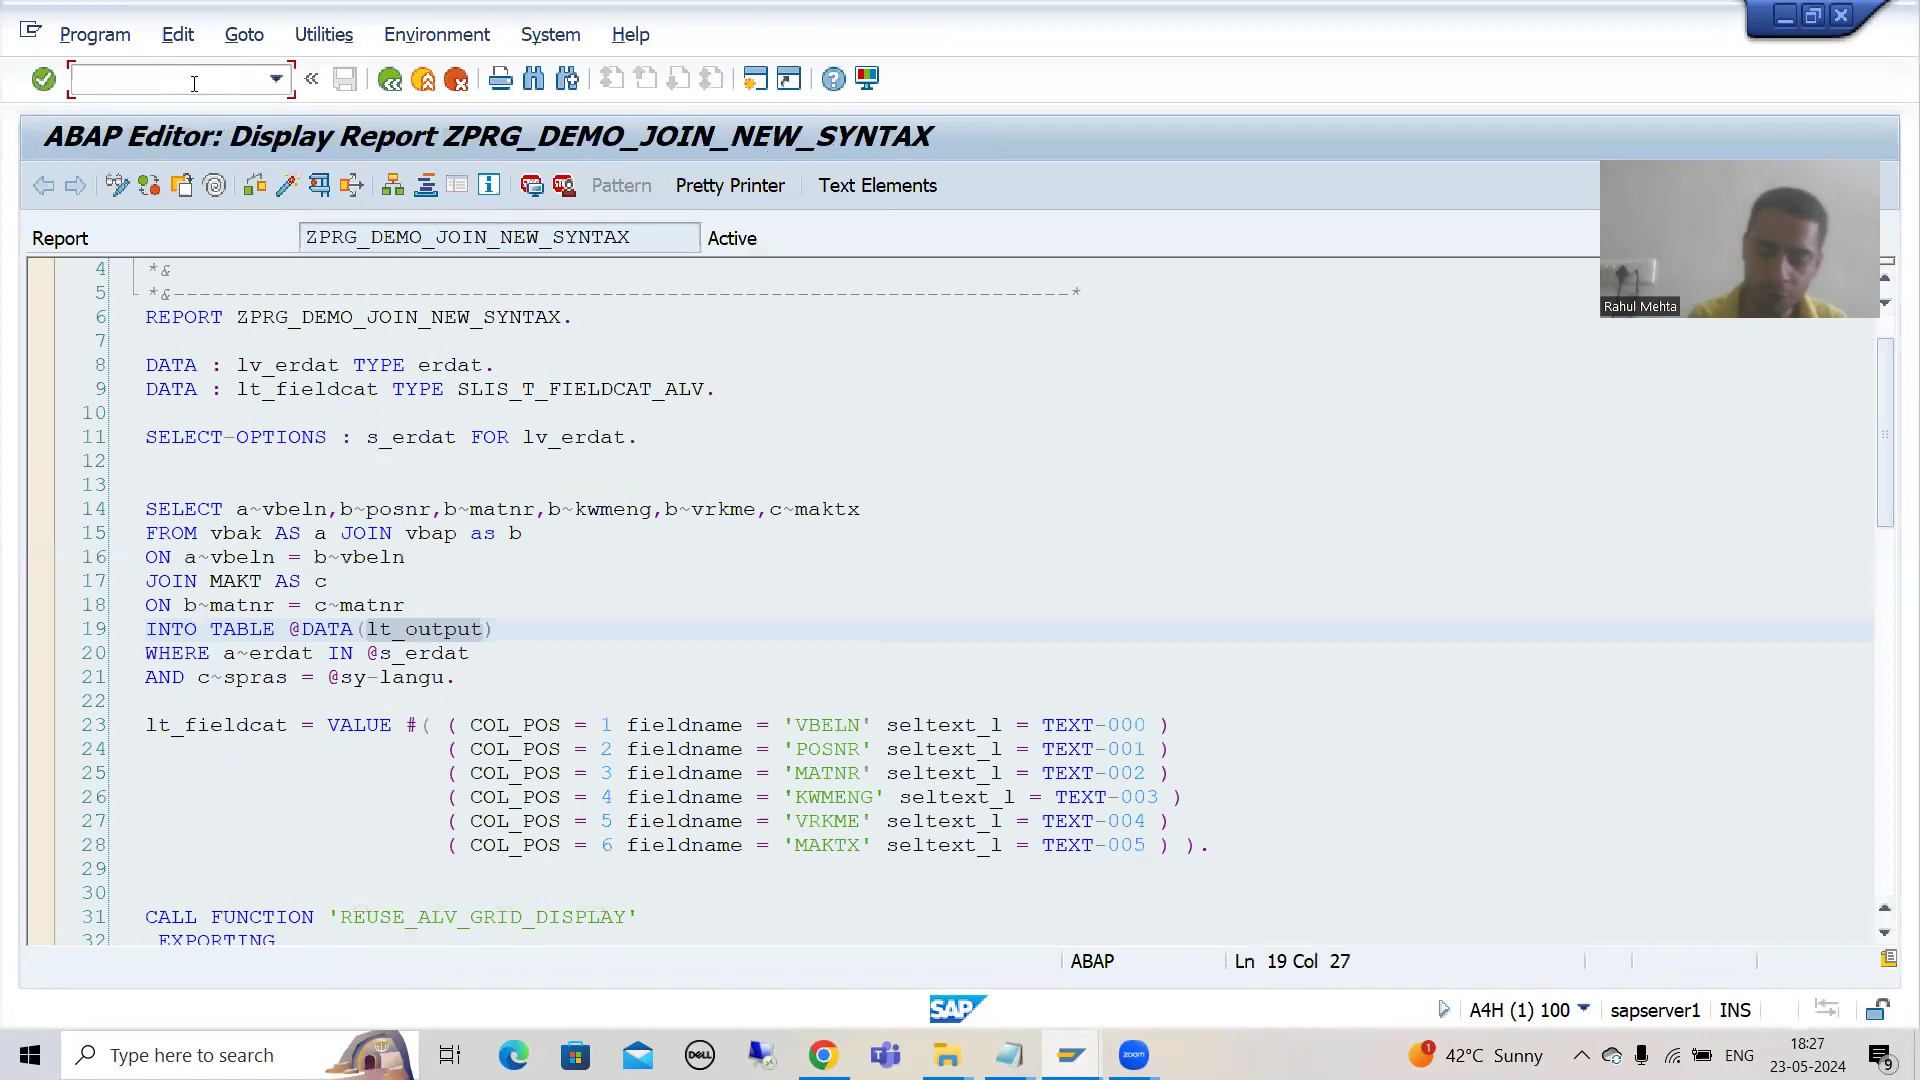 Program Edit Goto Utilities Environment System Help
ABAP Editor: Display Report ZPRG_DEMO_JOIN_NEW_SYNTAX
Pattern Pretty Printer Text Elements
Report ZPRG_DEMO_JOIN_NEW_SYNTAX Active
Rahul Mehta
4 *&
5 *&---------------------------------------------------------------------*
6 REPORT ZPRG_DEMO_JOIN_NEW_SYNTAX.
7
8 DATA : lv_erdat TYPE erdat.
9 DATA : lt_fieldcat TYPE SLIS_T_FIELDCAT_ALV.
10
11 SELECT-OPTIONS : s_erdat FOR lv_erdat.
12
13
14 SELECT a~vbeln,b~posnr,b~matnr,b~kwmeng,b~vrkme,c~maktx
15 FROM vbak AS a JOIN vbap as b
16 ON a~vbeln = b~vbeln
17 JOIN MAKT AS c
18 ON b~matnr = c~matnr
19 INTO TABLE @DATA(lt_output)
20 WHERE a~erdat IN @s_erdat
21 AND c~spras = @sy-langu.
22
23 lt_fieldcat = VALUE #( ( COL_POS = 1 fieldname = 'VBELN' seltext_l = TEXT-000 )
24 ( COL_POS = 2 fieldname = 'POSNR' seltext_l = TEXT-001 )
25 ( COL_POS = 3 fieldname = 'MATNR' seltext_l = TEXT-002 )
26 ( COL_POS = 4 fieldname = 'KWMENG' seltext_l = TEXT-003 )
27 ( COL_POS = 5 fieldname = 'VRKME' seltext_l = TEXT-004 )
28 ( COL_POS = 6 fieldname = 'MAKTX' seltext_l = TEXT-005 ) ).
29
30
31 CALL FUNCTION 'REUSE_ALV_GRID_DISPLAY'
32 EXPORTING
ABAP Ln 19 Col 27
SAP A4H (1) 100 sapserver1 INS
Type here to search DELL zoom 1 42°C Sunny ENG 18:27
23-05-2024 9